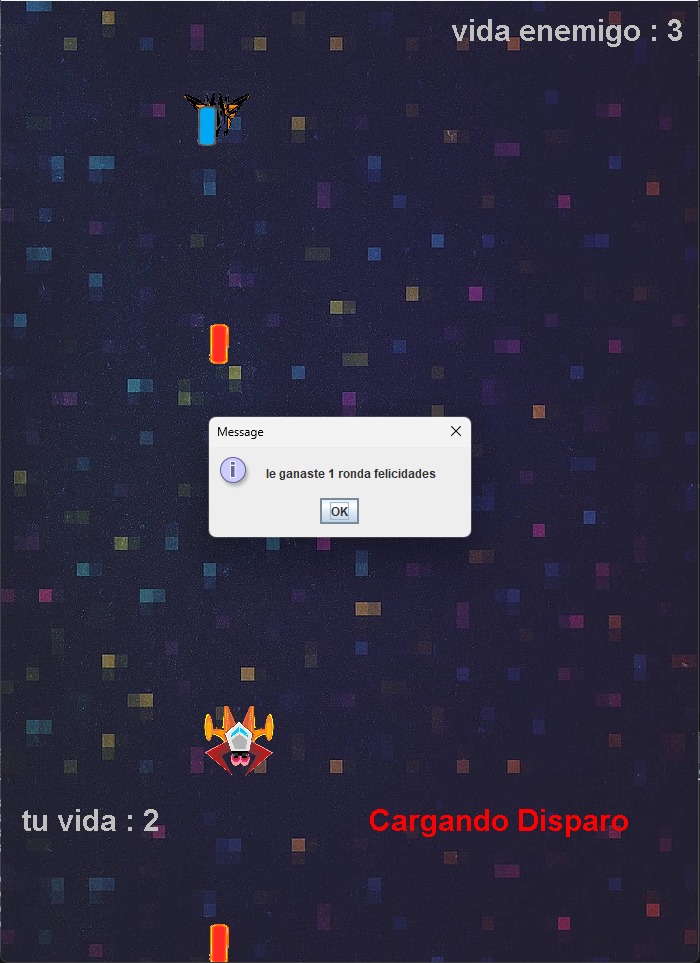 vida enemigo : 3
Message
le ganaste 1 ronda felicidades
OK
tu vida : 2
Cargando Disparo